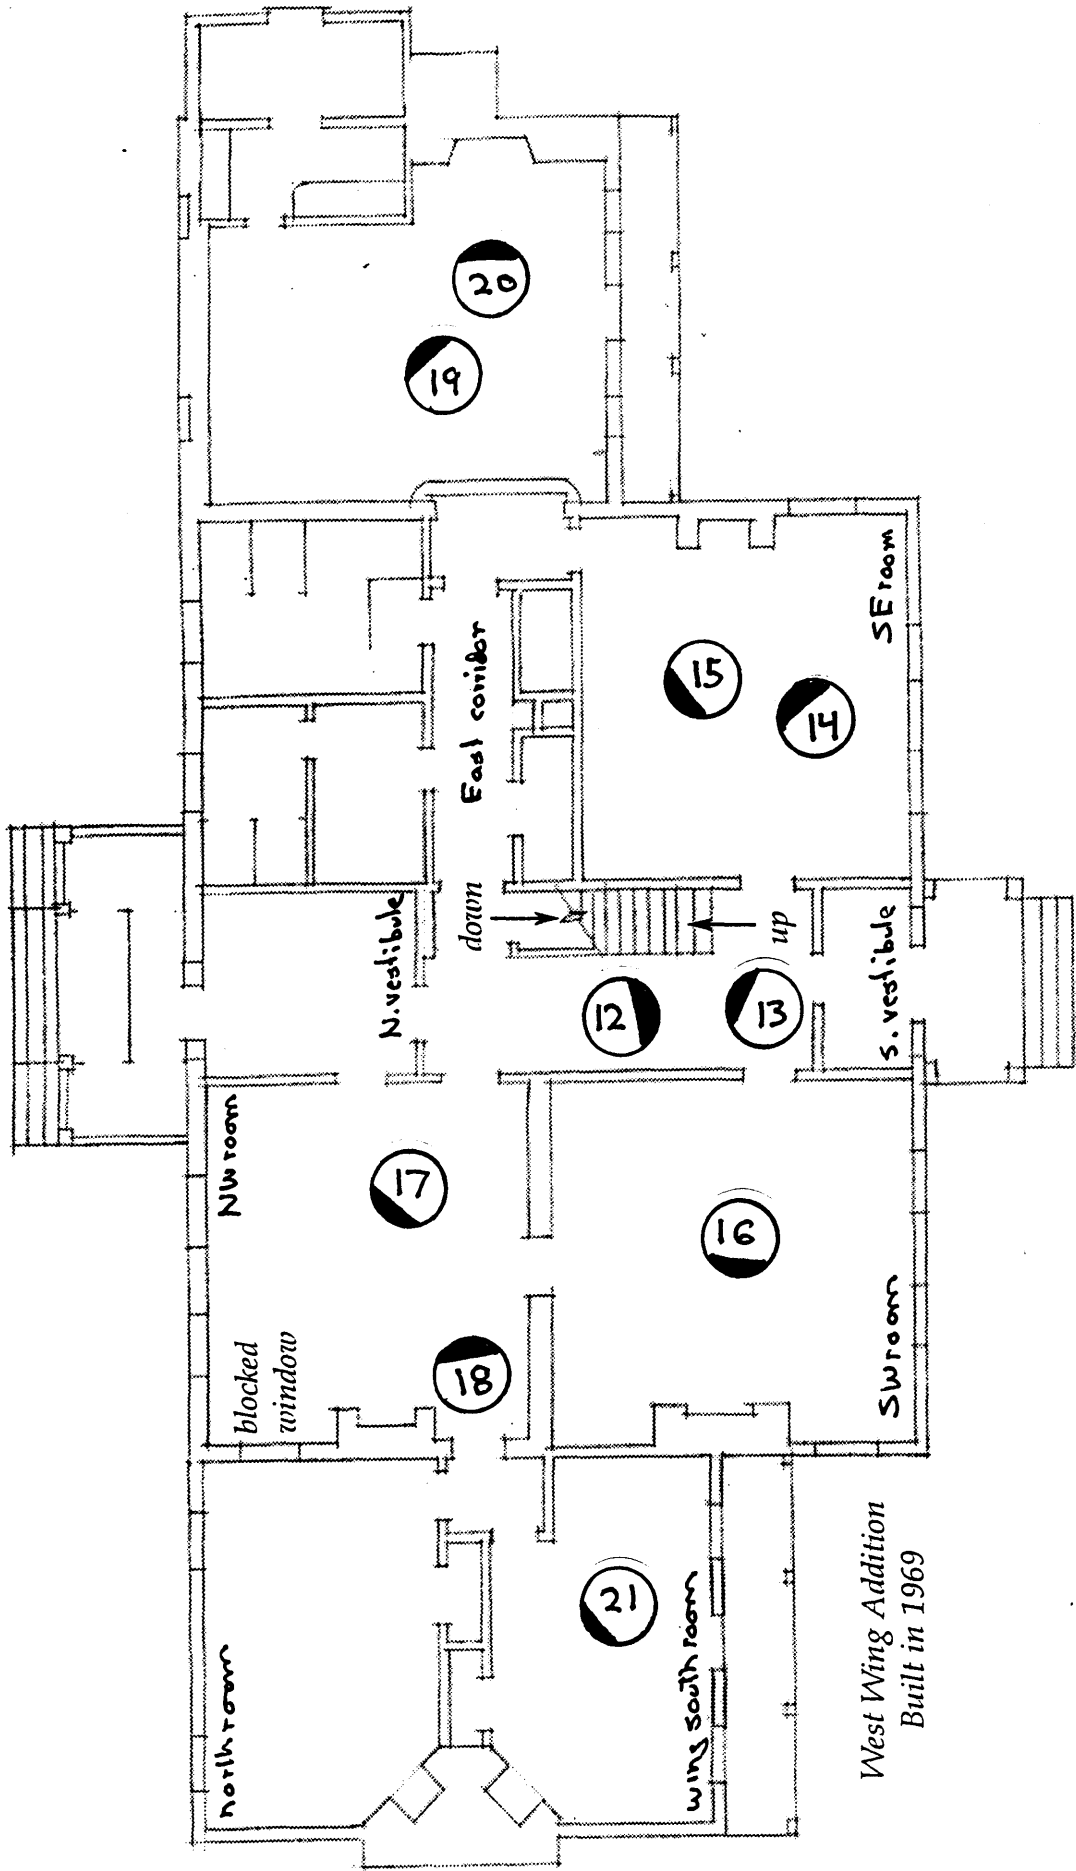 20
19
SE room
15
14
East corridor
down
up
N. vestibule
S. vestibule
12
13
NW room
17
16
blocked
window
18
SW room
north room
21
wing south room
West Wing Addition
Built in 1969